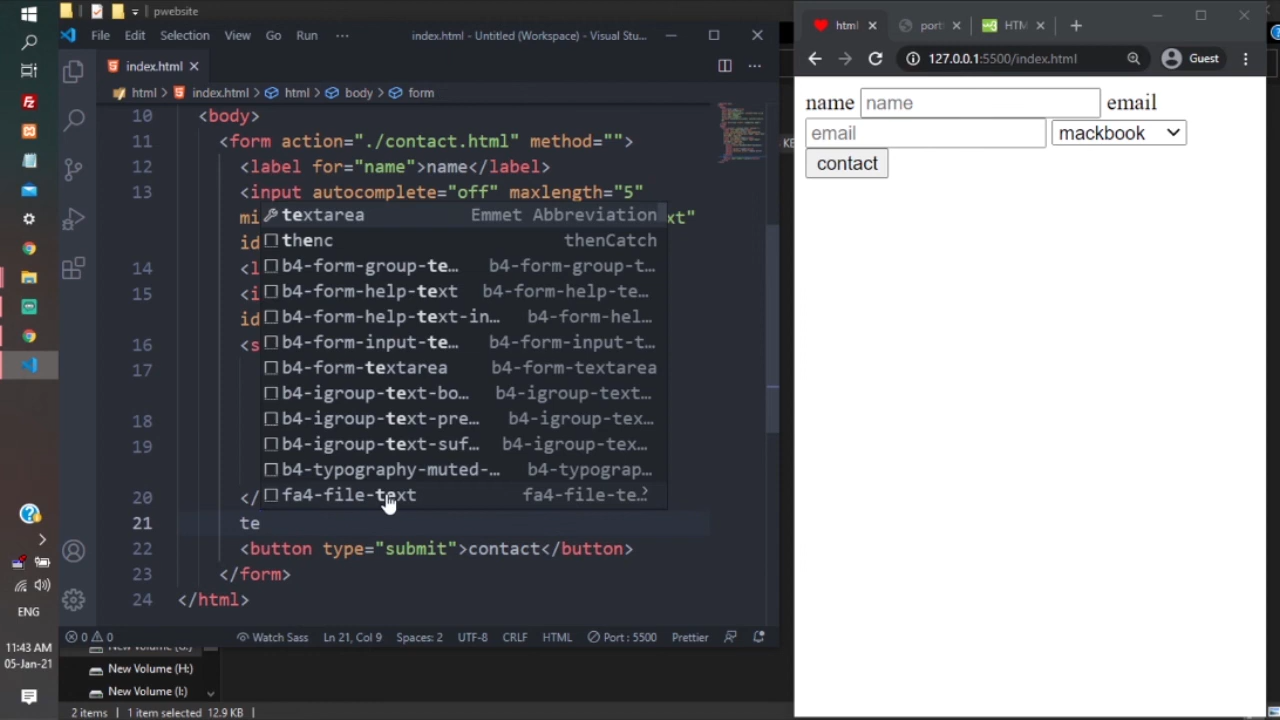 pwebsite
File Edit Selection View Go Run ··· index.html - Untitled (Workspace) - Visual Stu...
index.html
html > index.html > html > body > form
10 <body>
11 <form action="./contact.html" method="">
12 <label for="name">name</label>
13 <input autocomplete="off" maxlength="5"
mi xt"
id
14 <l
15 <i
id
16 <s
17
18
19
20 </
21 te
22 <button type="submit">contact</button>
23 </form>
24 </html>
textarea Emmet Abbreviation
thenc thenCatch
b4-form-group-te... b4-form-group-t...
b4-form-help-text b4-form-help-te...
b4-form-help-text-in... b4-form-hel...
b4-form-input-te... b4-form-input-t...
b4-form-textarea b4-form-textarea
b4-igroup-text-bo... b4-igroup-text...
b4-igroup-text-pre... b4-igroup-tex...
b4-igroup-text-suf... b4-igroup-tex...
b4-typography-muted-... b4-typograp...
fa4-file-text fa4-file-te...
0 0 Watch Sass Ln 21, Col 9 Spaces: 2 UTF-8 CRLF HTML Port : 5500 Prettier
New Volume (H:)
New Volume (I:)
2 items 1 item selected 12.9 KB
ENG
11:43 AM
05-Jan-21
html port HTM
127.0.0.1:5500/index.html Guest
name name email
email mackbook
contact